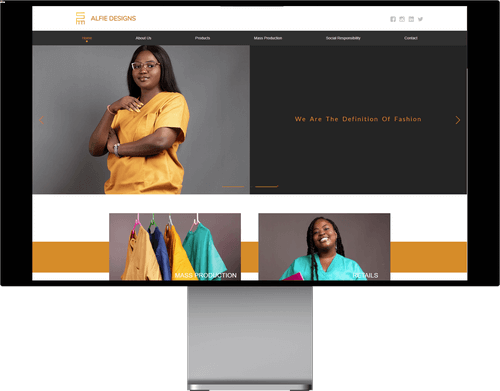 ALFIE DESIGNS
Home
About Us
Products
Mass Production
Social Responsibility
Contact
We Are The Definition Of Fashion
MASS PRODUCTION
RETAILS